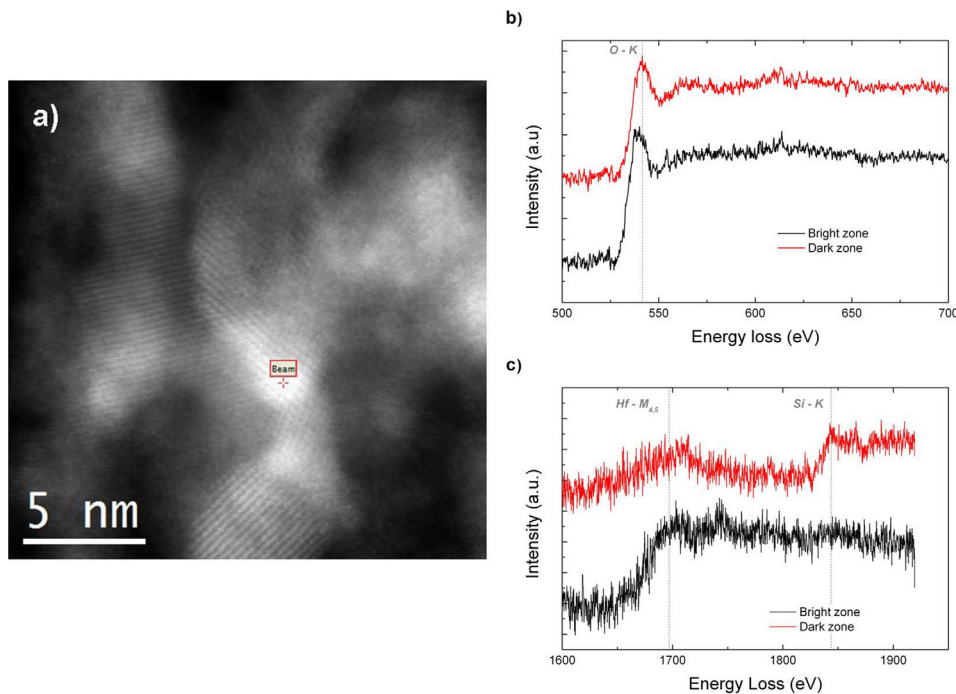 a)
Beam
5 nm
b)
O - K
Intensity (a.u)
Bright zone
Dark zone
500
550
600
650
700
Energy loss (eV)
c)
Hf - M4,5
Si - K
Intensity (a.u.)
Bright zone
Dark zone
1600
1700
1800
1900
Energy Loss (eV)